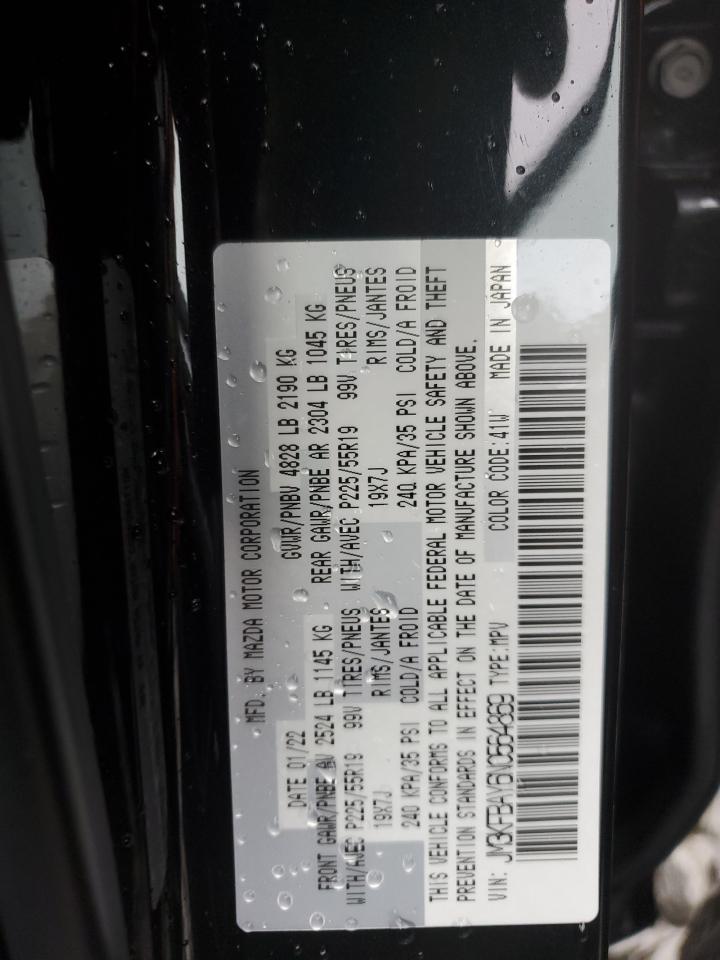 MFD. BY MAZDA MOTOR CORPORATION
DATE 01/22 GVWR/PNBV 4828 LB 2190 KG
FRONT GAWR/PNBE AV 2524 LB 1145 KG REAR GAWR/PNBE AR 2304 LB 1045 KG
WITH/AVEC P225/55R19 99V TIRES/PNEUS WITH/AVEC P225/55R19 99V TIRES/PNEUS
19X7J RIMS/JANTES 19X7J RIMS/JANTES
240 KPA/35 PSI COLD/A FROID 240 KPA/35 PSI COLD/A FROID
THIS VEHICLE CONFORMS TO ALL APPLICABLE FEDERAL MOTOR VEHICLE SAFETY AND THEFT
PREVENTION STANDARDS IN EFFECT ON THE DATE OF MANUFACTURE SHOWN ABOVE.
VIN: JM3KFBAY6N0564869 TYPE:MPV COLOR CODE:41W MADE IN JAPAN